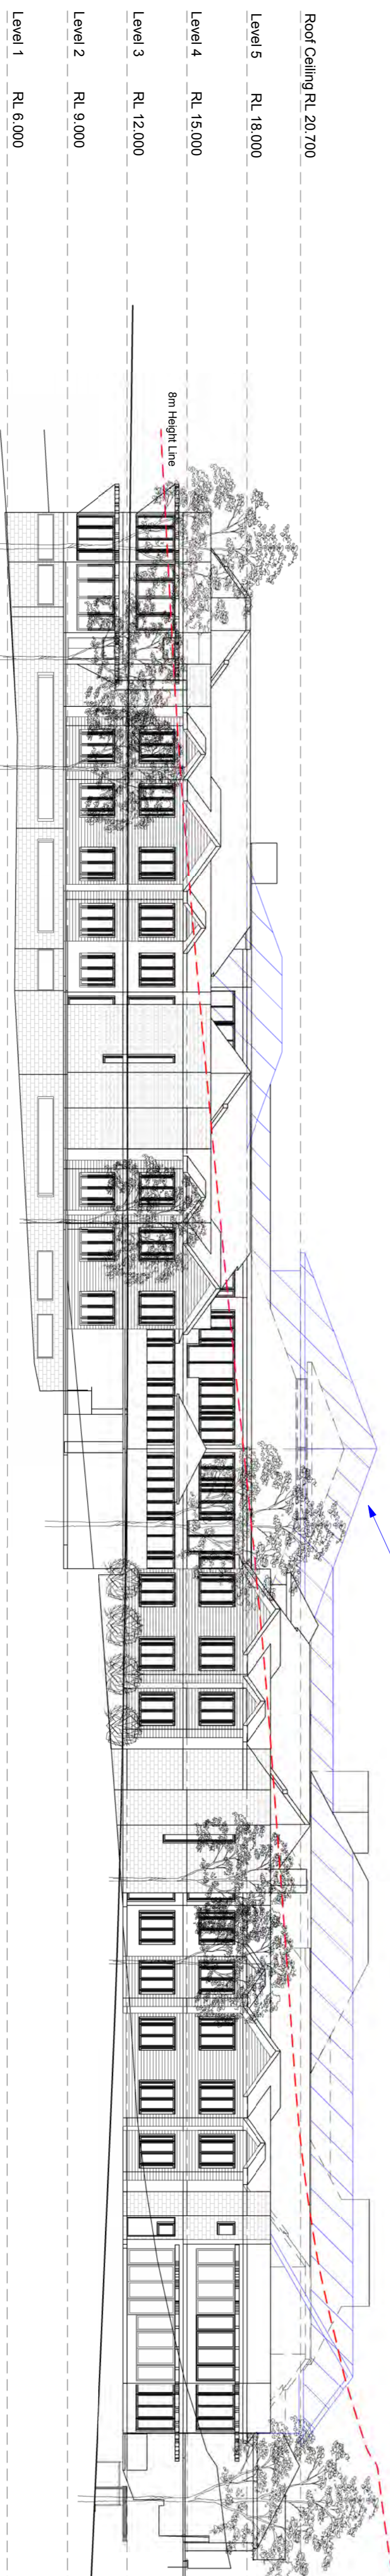 Roof Ceiling RL 20.700
Level 5 RL 18.000
Level 4 RL 15.000
Level 3 RL 12.000
Level 2 RL 9.000
Level 1 RL 6.000
8m Height Line